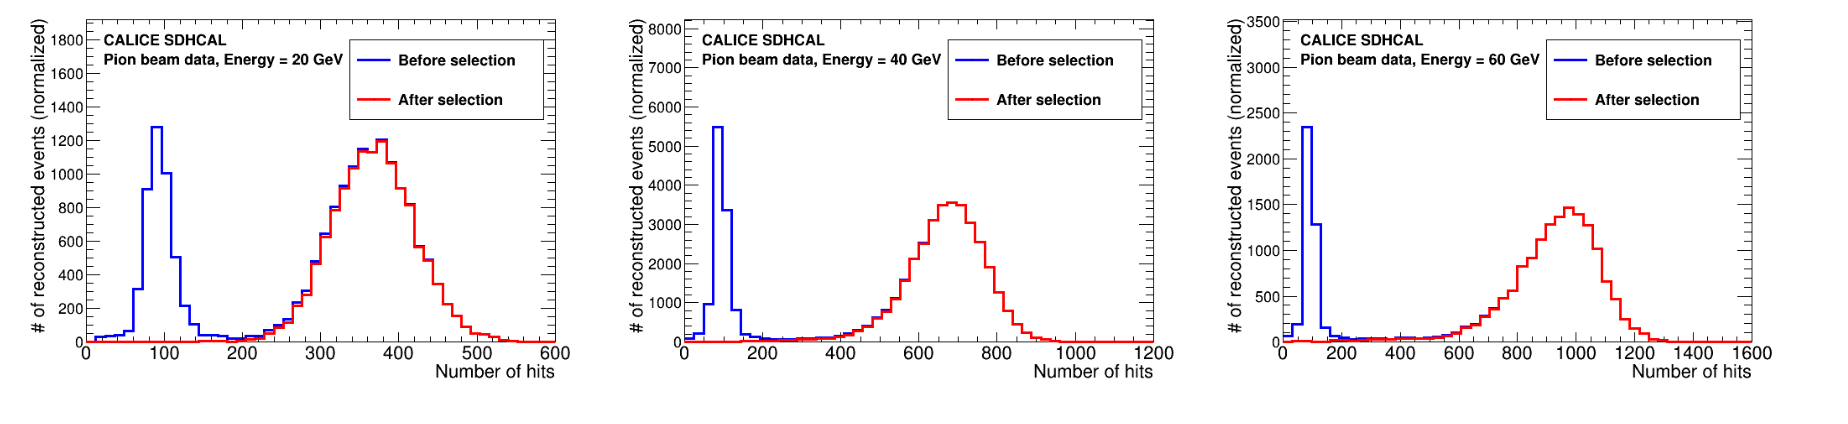 # of reconstructed events (normalized)
CALICE SDHCAL
Pion beam data, Energy = 20 GeV
Before selection
After selection
1800
1600
1400
1200
1000
800
600
400
200
0
0 100 200 300 400 500 600
Number of hits
# of reconstructed events (normalized)
CALICE SDHCAL
Pion beam data, Energy = 40 GeV
Before selection
After selection
8000
7000
6000
5000
4000
3000
2000
1000
0
0 200 400 600 800 1000 1200
Number of hits
# of reconstructed events (normalized)
CALICE SDHCAL
Pion beam data, Energy = 60 GeV
Before selection
After selection
3500
3000
2500
2000
1500
1000
500
0
0 200 400 600 800 1000 1200 1400 1600
Number of hits